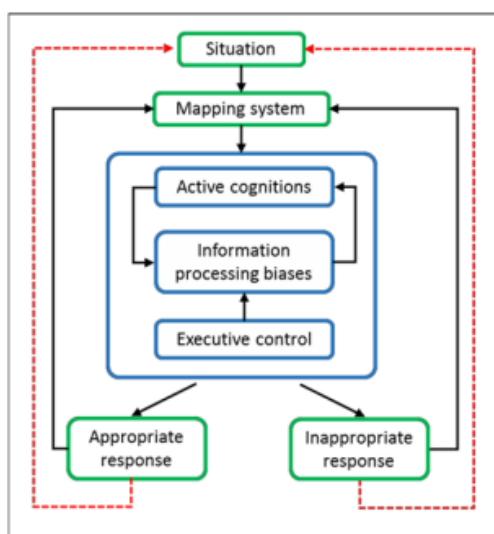 Situation
Mapping system
Active cognitions
Information
processing biases
Executive control
Appropriate
response
Inappropriate
response